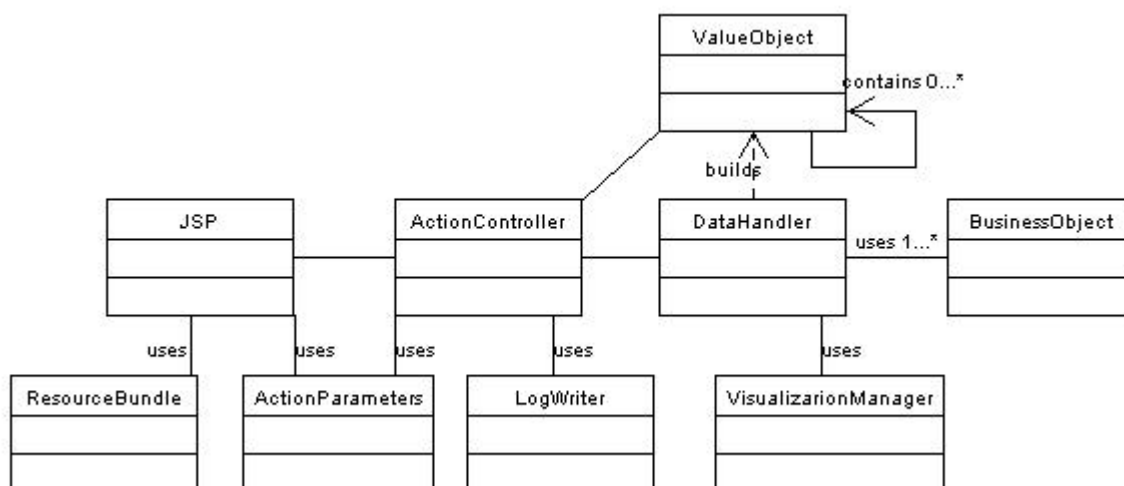 ValueObject
contains 0...*
builds
JSP
ActionController
DataHandler
uses 1...*
BusinessObject
uses
uses
uses
uses
uses
ResourceBundle
ActionParameters
LogWriter
VisualizarionManager